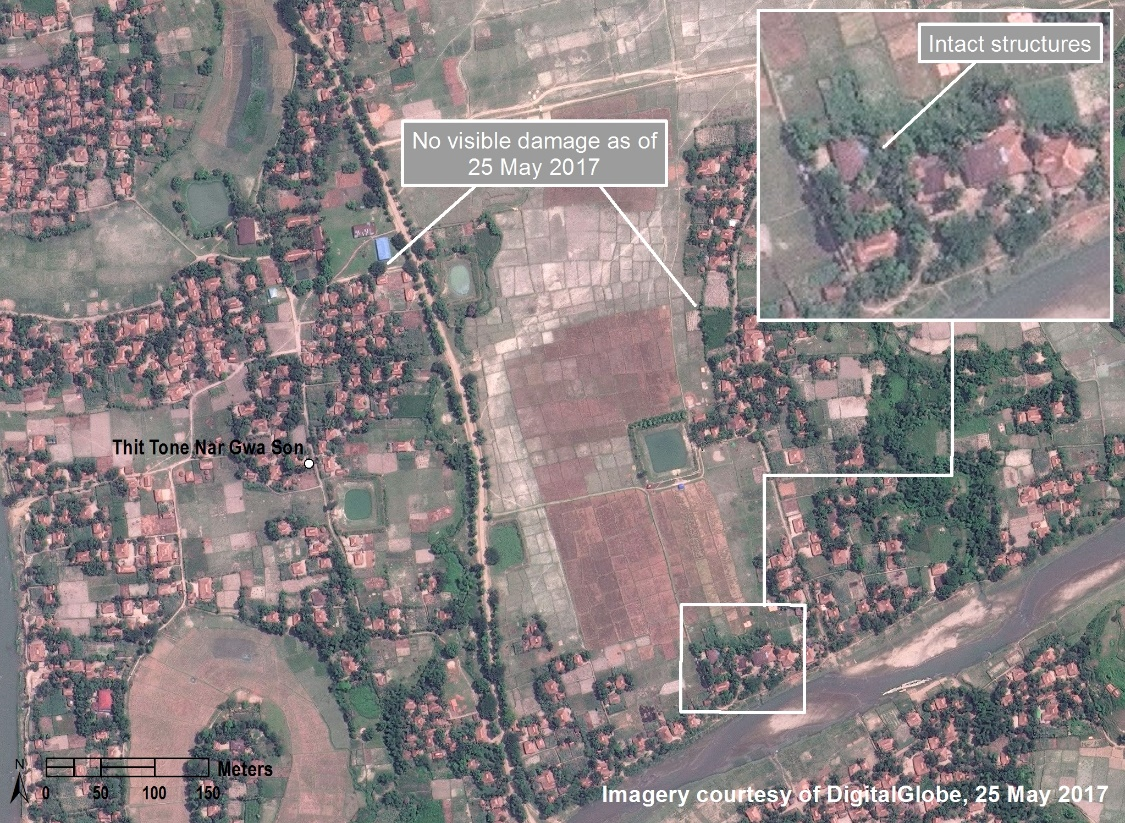 Intact structures
No visible damage as of
25 May 2017
Thit Tone Nar Gwa Son
N
Meters
0 50 100 150
Imagery courtesy of DigitalGlobe, 25 May 2017